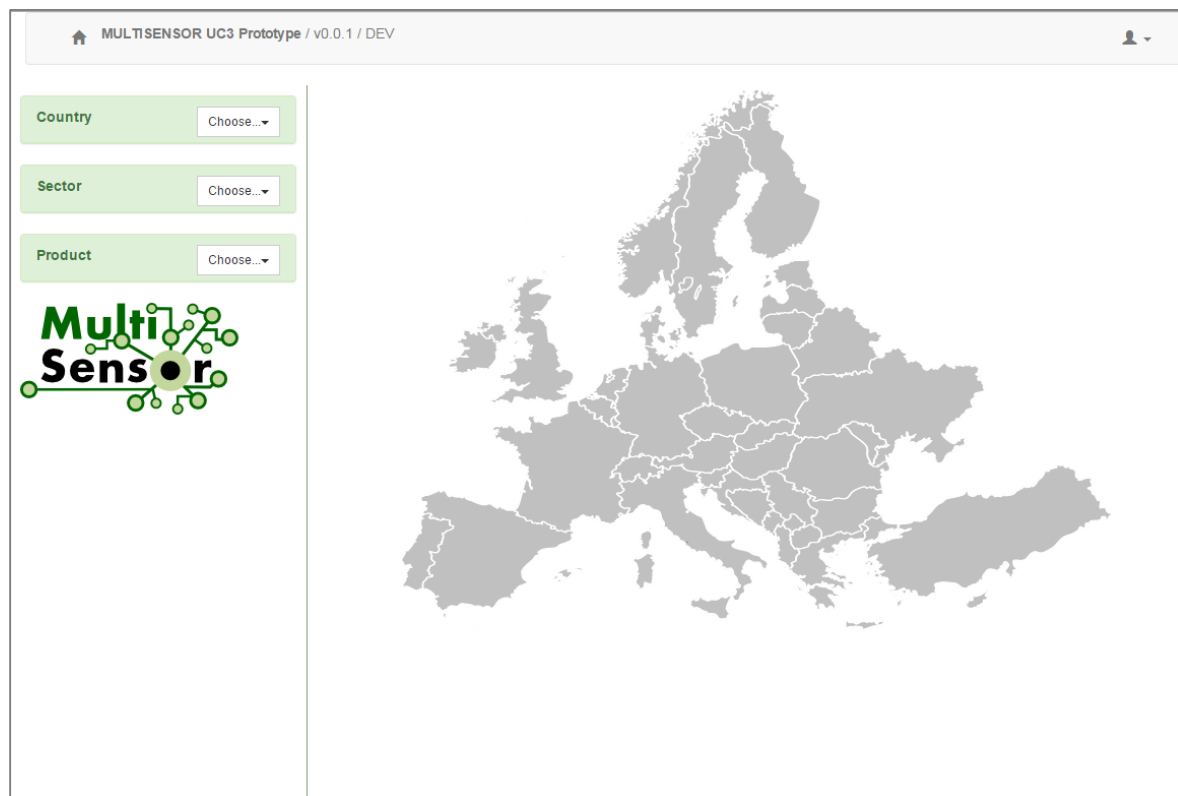 MULTISENSOR UC3 Prototype / v0.0.1 / DEV
Country
Choose...
Sector
Choose...
Product
Choose...
Multi
Sensor